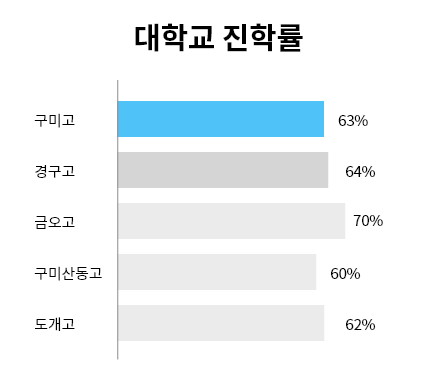 대학교 진학률
구미고 63%
경구고 64%
금오고 70%
구미산동고 60%
도개고 62%